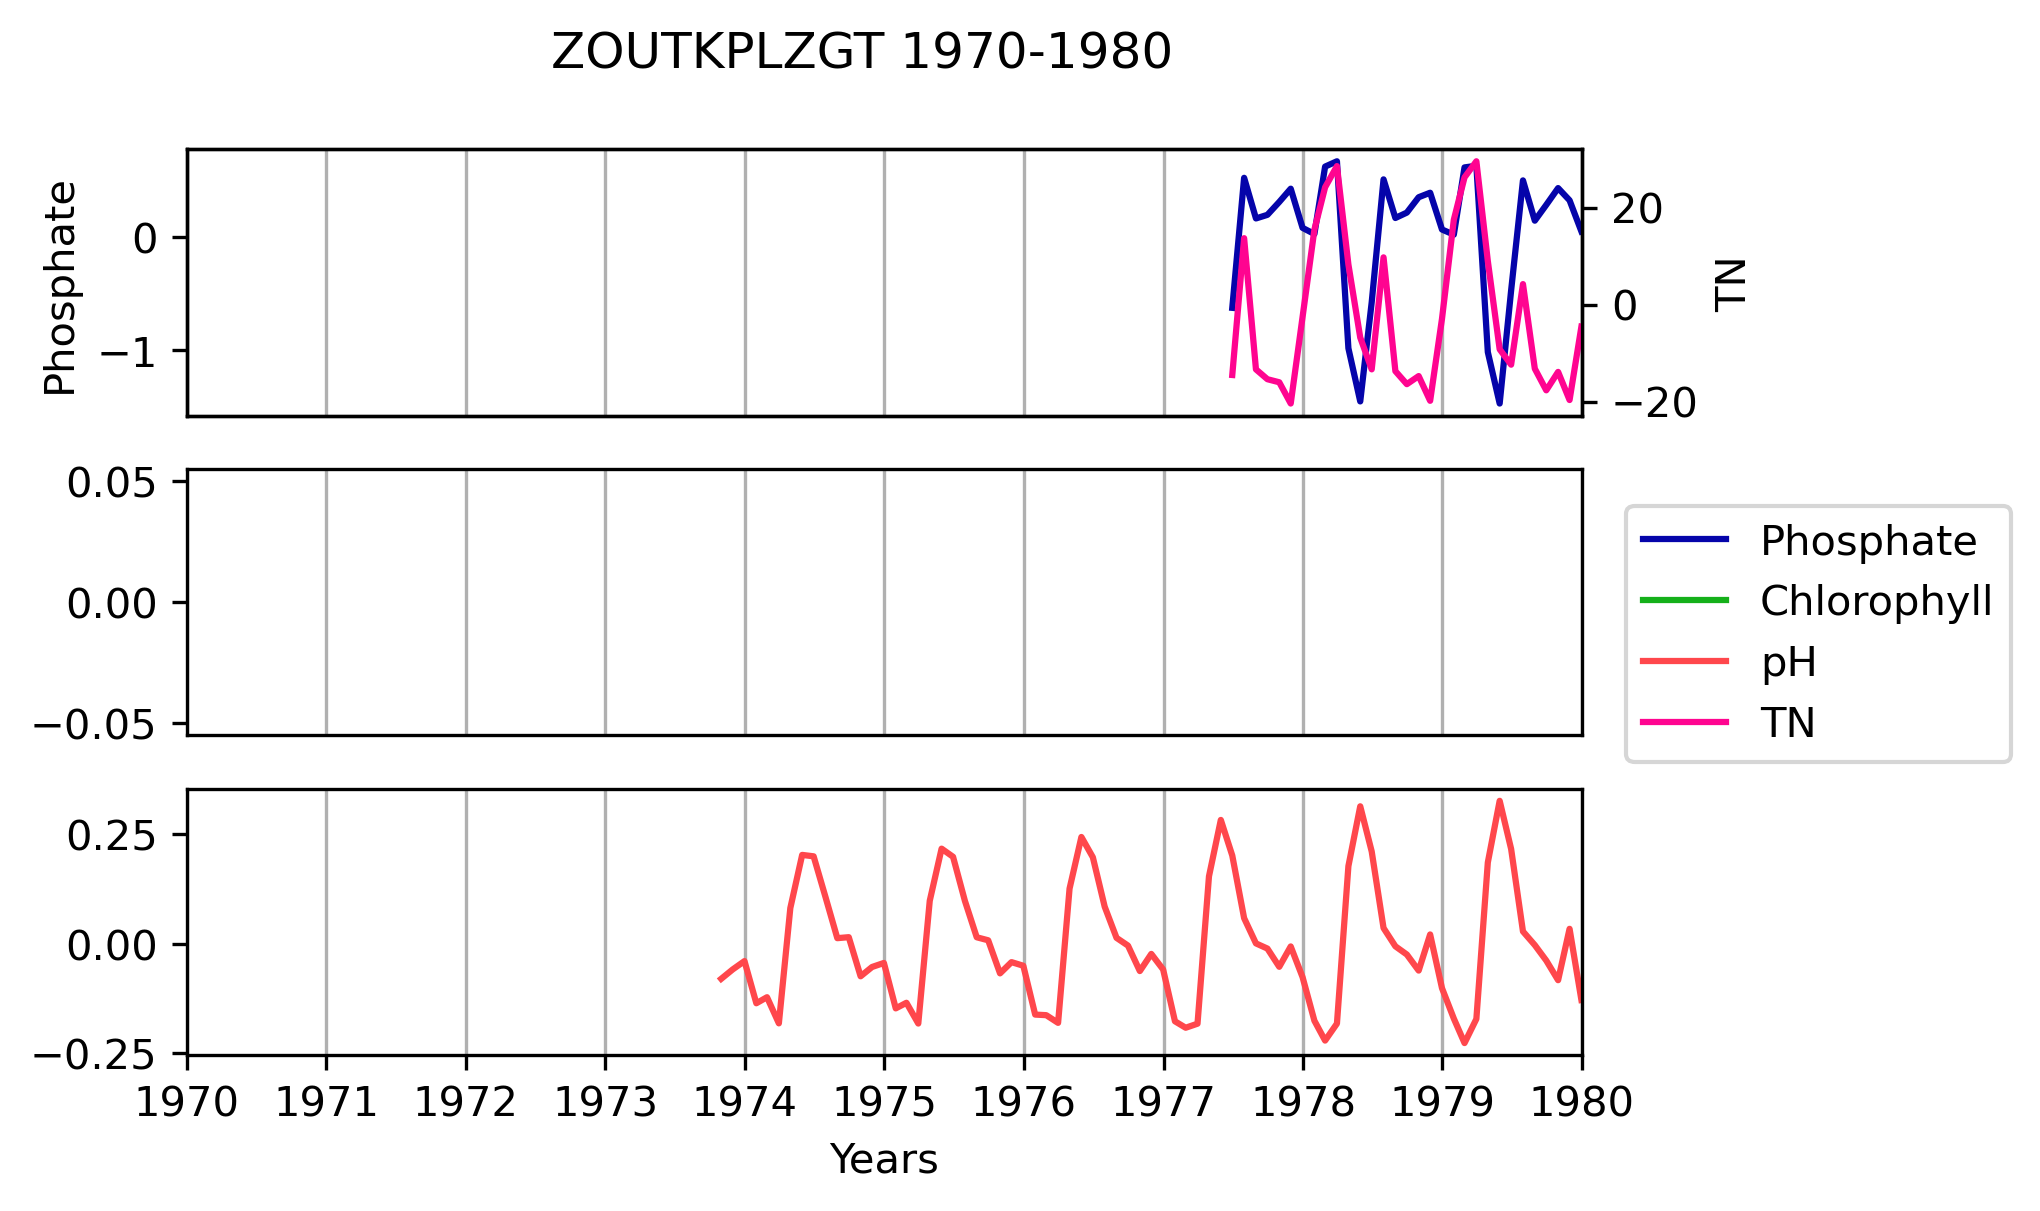 ZOUTKPLZGT 1970-1980
Phosphate
0
−1
20
0
−20
TN
0.05
0.00
−0.05
Phosphate
Chlorophyll
pH
TN
0.25
0.00
−0.25
1970 1971 1972 1973 1974 1975 1976 1977 1978 1979 1980
Years